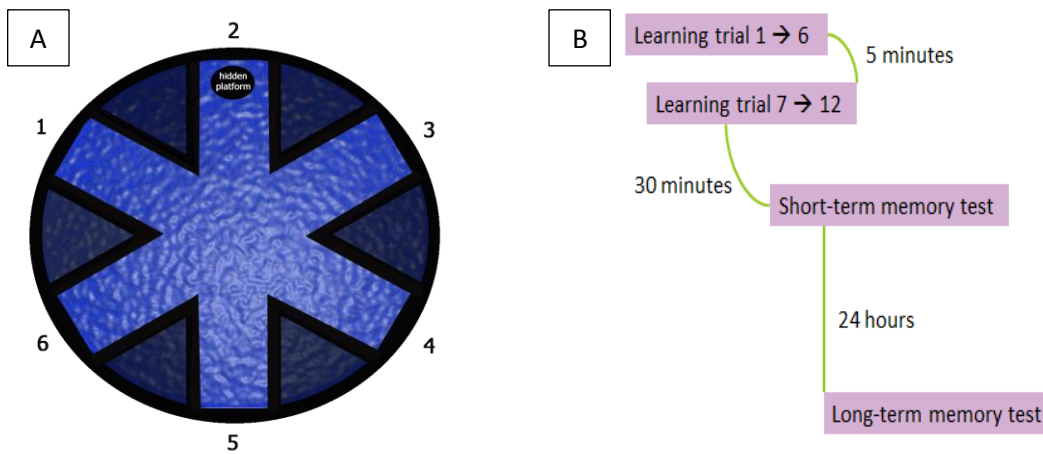 A
2
hidden
platform
1
3
6
4
5
B
Learning trial 1 → 6
5 minutes
Learning trial 7 → 12
30 minutes
Short-term memory test
24 hours
Long-term memory test